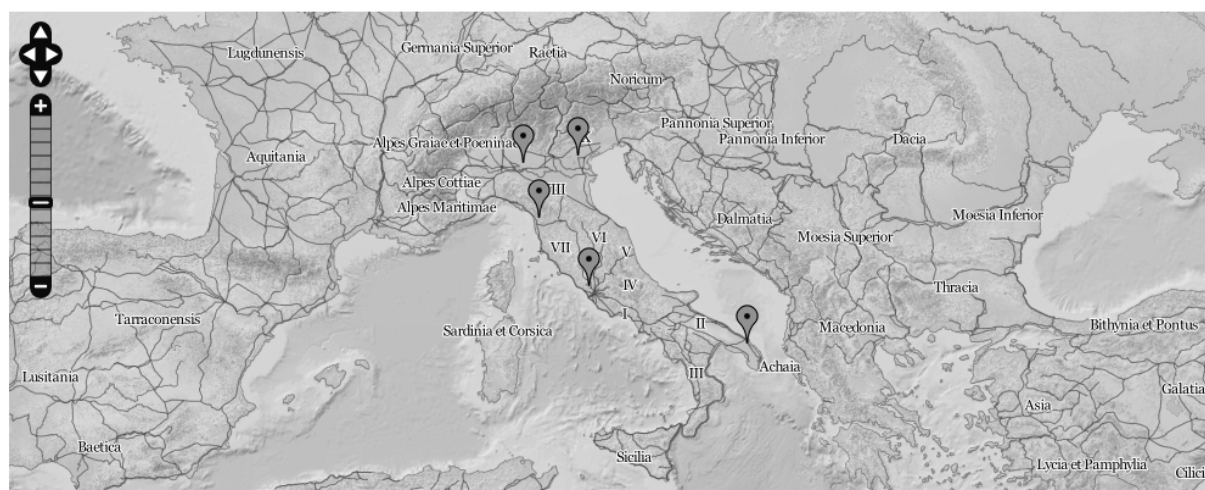 Lugdunensis
Germania Superior
Raetia
Noricum
Pannonia Superior
Pannonia Inferior
Dacia
Alpes Graiae et Poeninae
Aquitania
Alpes Cottiae
Alpes Maritimae
III
Dalmatia
Moesia Inferior
Moesia Superior
VII
VI
V
IV
I
II
III
Thracia
Tarraconensis
Sardinia et Corsica
Macedonia
Bithynia et Pontus
Achaia
Lusitania
Galatia
Asia
Baetica
Sicilia
Lycia et Pamphylia
Cilici